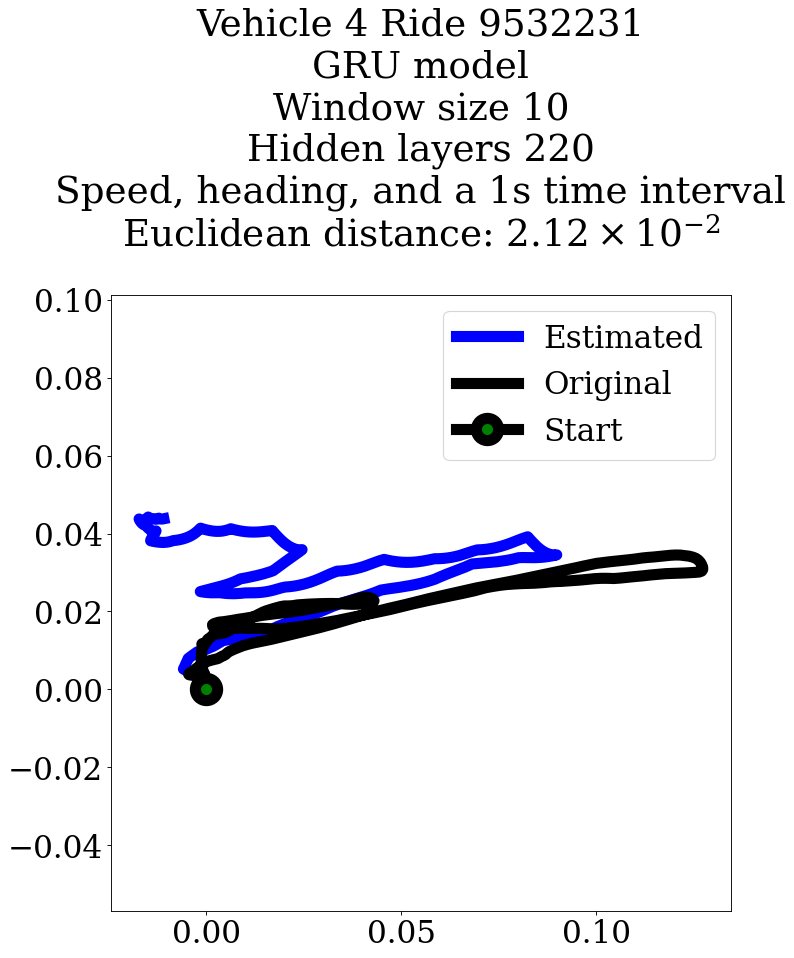 Vehicle 4 Ride 9532231
GRU model
Window size 10
Hidden layers 220
Speed, heading, and a 1s time interval
Euclidean distance: 2.12 × 10⁻²
Estimated
Original
Start
0.10
0.08
0.06
0.04
0.02
0.00
−0.02
−0.04
0.00 0.05 0.10